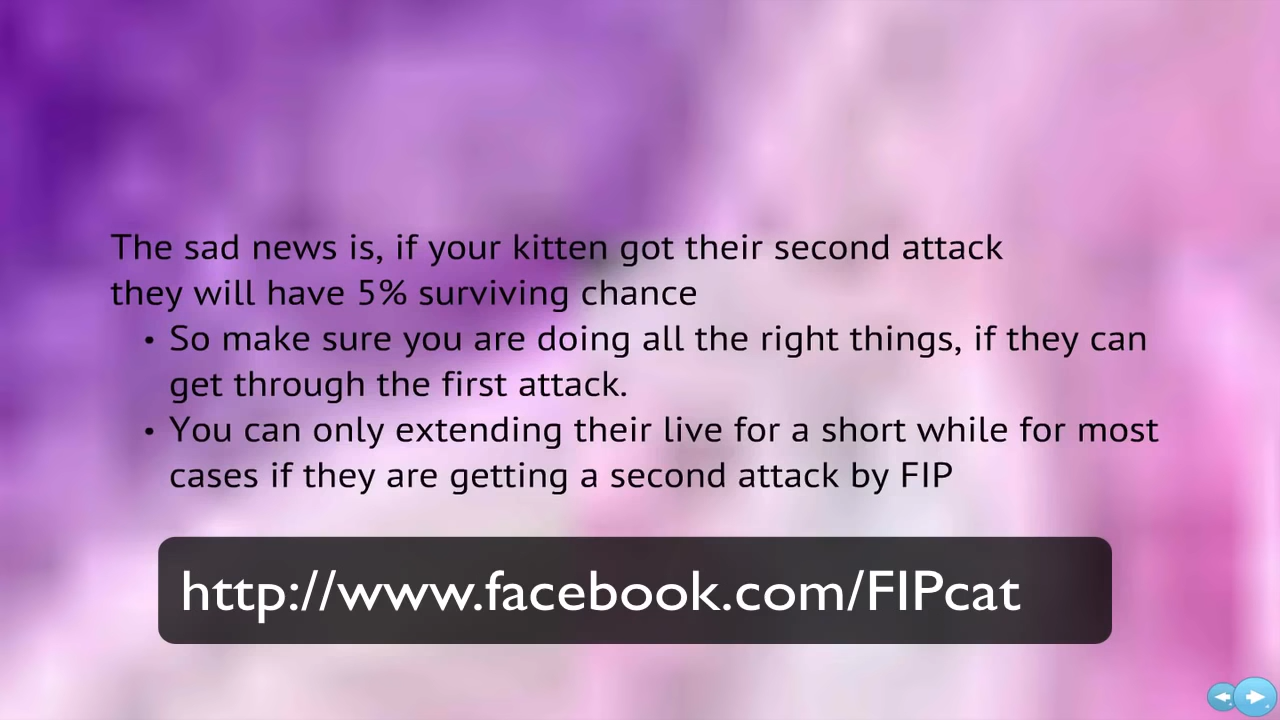 The sad news is, if your kitten got their second attack
they will have 5% surviving chance
• So make sure you are doing all the right things, if they can
get through the first attack.
• You can only extending their live for a short while for most
cases if they are getting a second attack by FIP
http://www.facebook.com/FIPcat